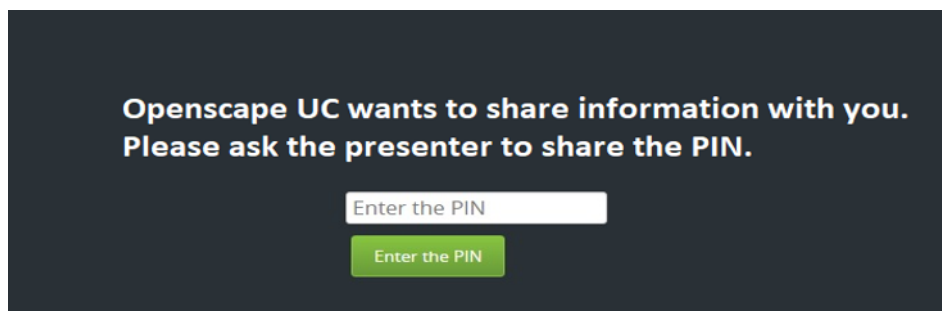 Openscape UC wants to share information with you.
Please ask the presenter to share the PIN.
Enter the PIN
Enter the PIN